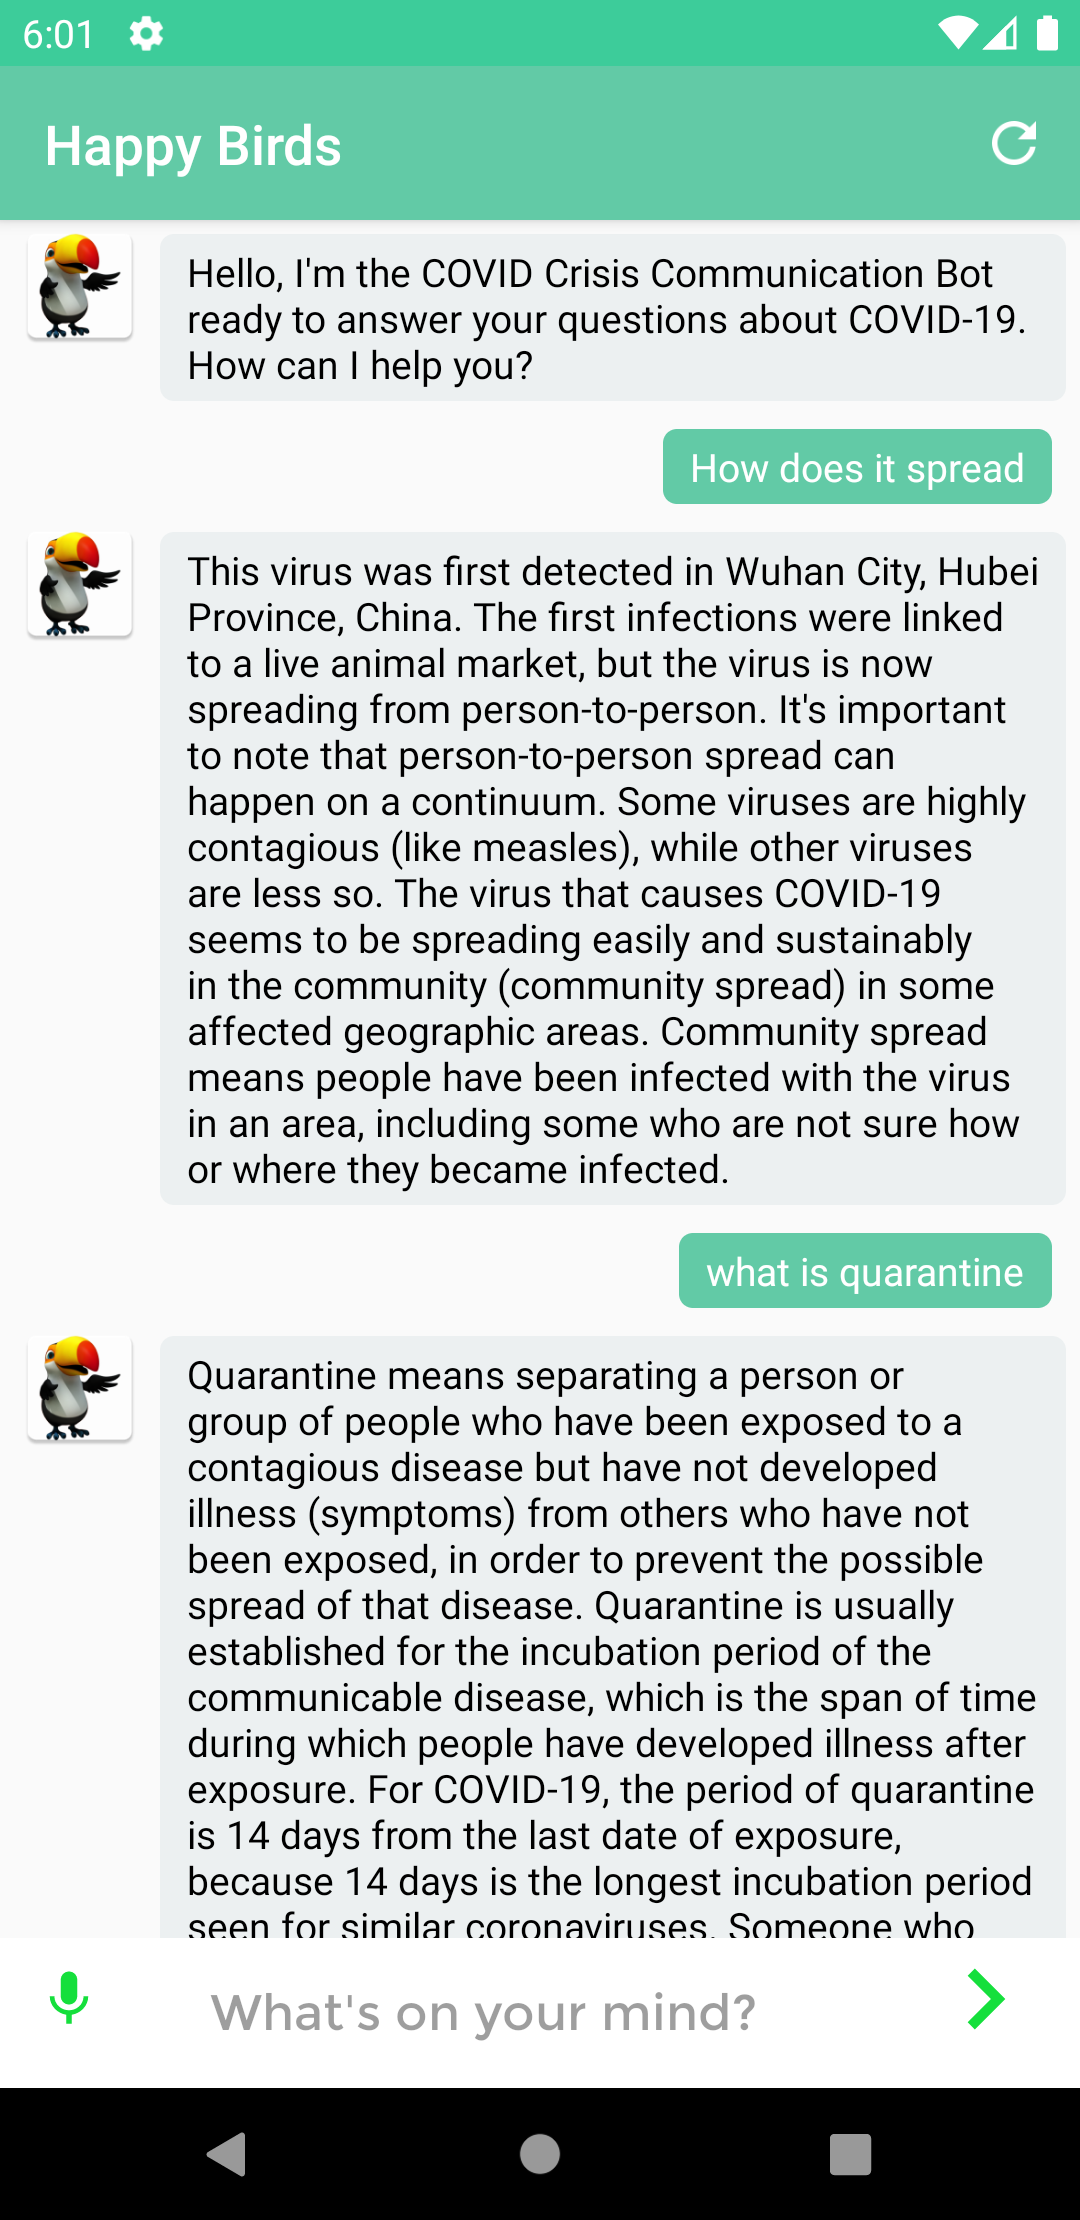 6:01
Happy Birds
Hello, I'm the COVID Crisis Communication Bot
ready to answer your questions about COVID-19.
How can I help you?
How does it spread
This virus was first detected in Wuhan City, Hubei
Province, China. The first infections were linked
to a live animal market, but the virus is now
spreading from person-to-person. It's important
to note that person-to-person spread can
happen on a continuum. Some viruses are highly
contagious (like measles), while other viruses
are less so. The virus that causes COVID-19
seems to be spreading easily and sustainably
in the community (community spread) in some
affected geographic areas. Community spread
means people have been infected with the virus
in an area, including some who are not sure how
or where they became infected.
what is quarantine
Quarantine means separating a person or
group of people who have been exposed to a
contagious disease but have not developed
illness (symptoms) from others who have not
been exposed, in order to prevent the possible
spread of that disease. Quarantine is usually
established for the incubation period of the
communicable disease, which is the span of time
during which people have developed illness after
exposure. For COVID-19, the period of quarantine
is 14 days from the last date of exposure,
because 14 days is the longest incubation period
seen for similar coronaviruses. Someone who
What's on your mind?